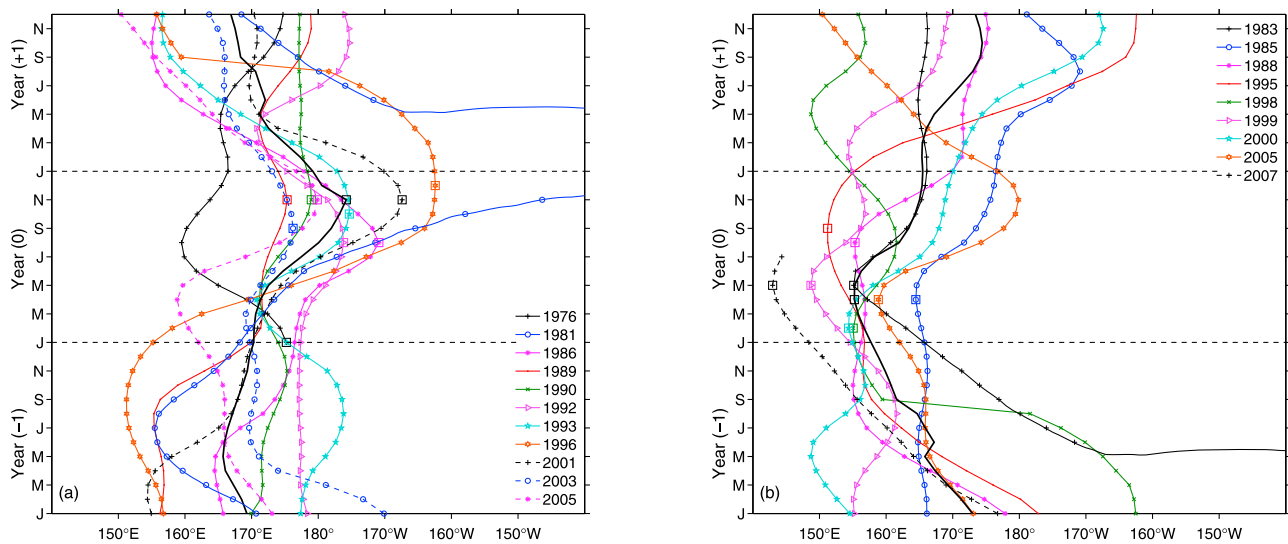 Year (+1)
N
S
J
M
M
J
Year (0)
N
S
J
M
M
J
Year (−1)
N
S
J
M
M
J
1976
1981
1986
1989
1990
1992
1993
1996
2001
2003
2005
(a)
150°E 160°E 170°E 180° 170°W 160°W 150°W
Year (+1)
N
S
J
M
M
J
Year (0)
N
S
J
M
M
J
Year (−1)
N
S
J
M
M
J
1983
1985
1988
1995
1998
1999
2000
2005
2007
(b)
150°E 160°E 170°E 180° 170°W 160°W 150°W